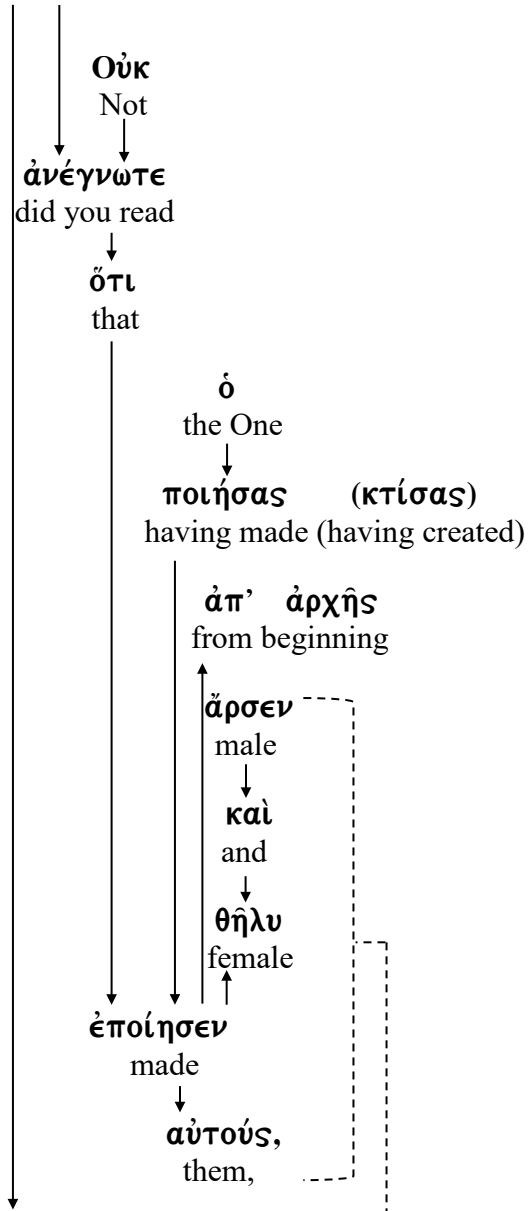 Οὐκ
Not
ἀνέγνωτε
did you read
ὅτι
that
ὁ
the One
ποιήσας (κτίσας)
having made (having created)
ἀπ’ ἀρχῆς
from beginning
ἄρσεν
male
καὶ
and
θῆλυ
female
ἐποίησεν
made
αὐτούς,
them,